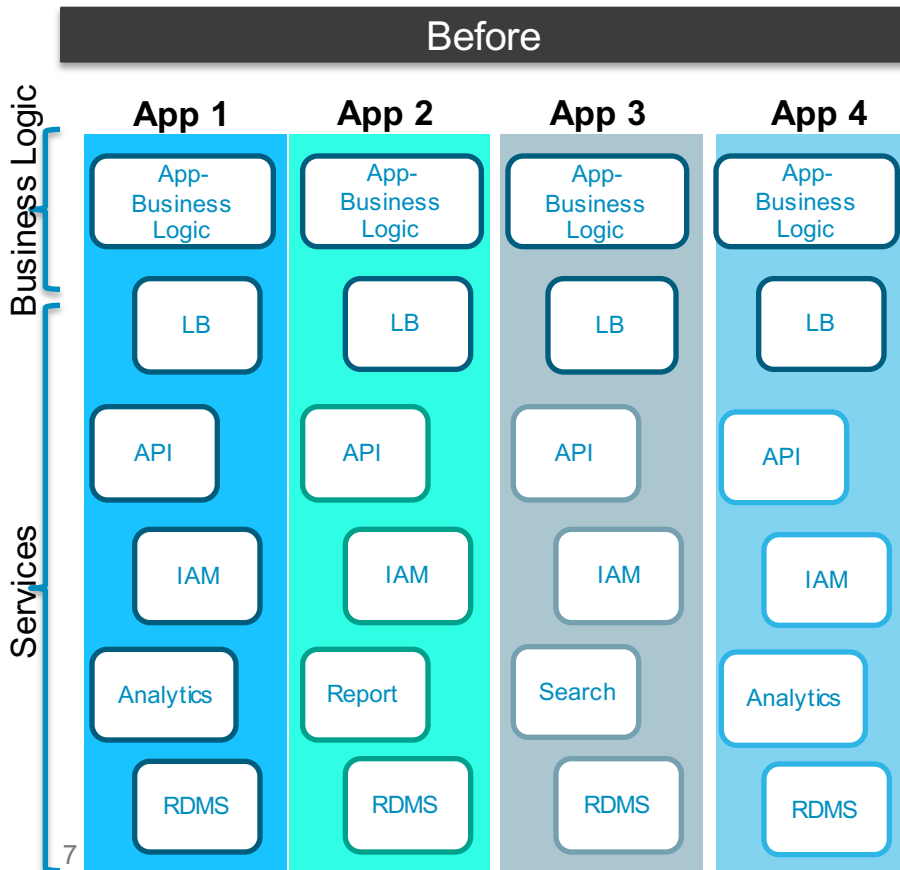 Before
App 1
App 2
App 3
App 4
Business Logic
App-
Business
Logic
App-
Business
Logic
App-
Business
Logic
App-
Business
Logic
Services
LB
LB
LB
LB
API
API
API
API
IAM
IAM
IAM
IAM
Analytics
Report
Search
Analytics
RDMS
RDMS
RDMS
RDMS
7